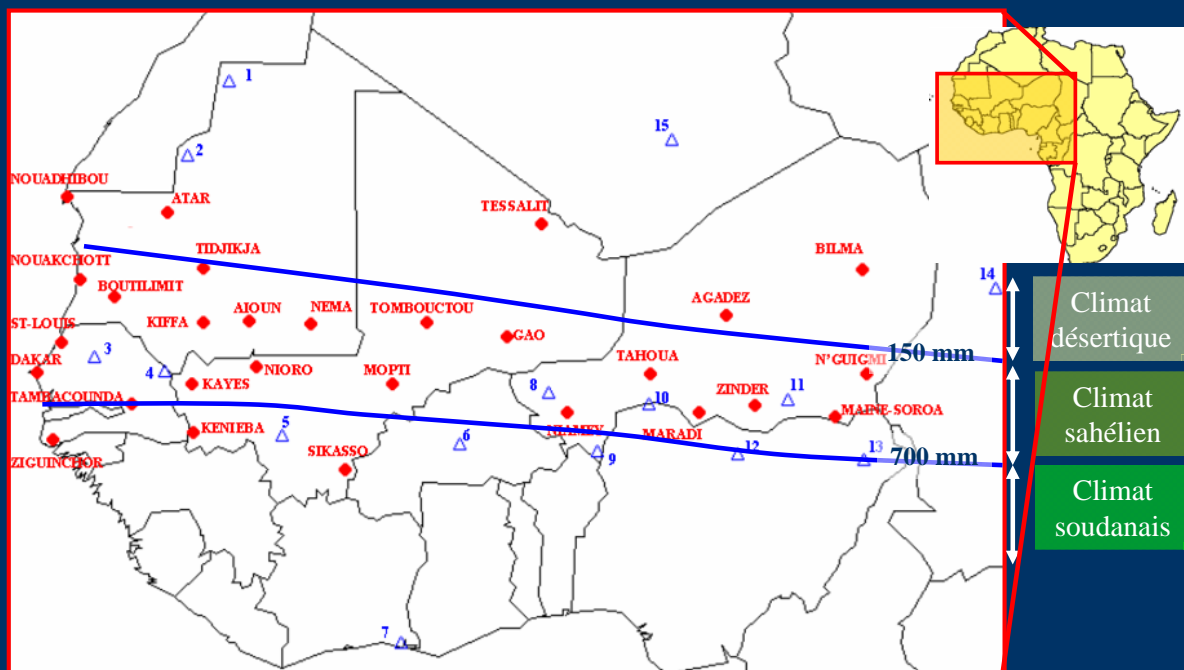 1
15
2
NOUADHIBOU
ATAR
TESSALIT
TIDJIKJA
BILMA
NOUAKCHOTT
14
BOUTILIMIT
AGADEZ
Climat
désertique
ST-LOUIS
KIFFA
AIOUN
NEMA
TOMBOUCTOU
GAO
150 mm
3
DAKAR
4
NIORO
TAHOUA
N'GUIGMI
KAYES
MOPTI
8
11
ZINDER
10
Climat
sahélien
TAMBACOUNDA
MAINE-SOROA
KENIEBA
5
NIAMEY
MARADI
6
12
13
9
700 mm
SIKASSO
ZIGUINCHOR
Climat
soudanais
7